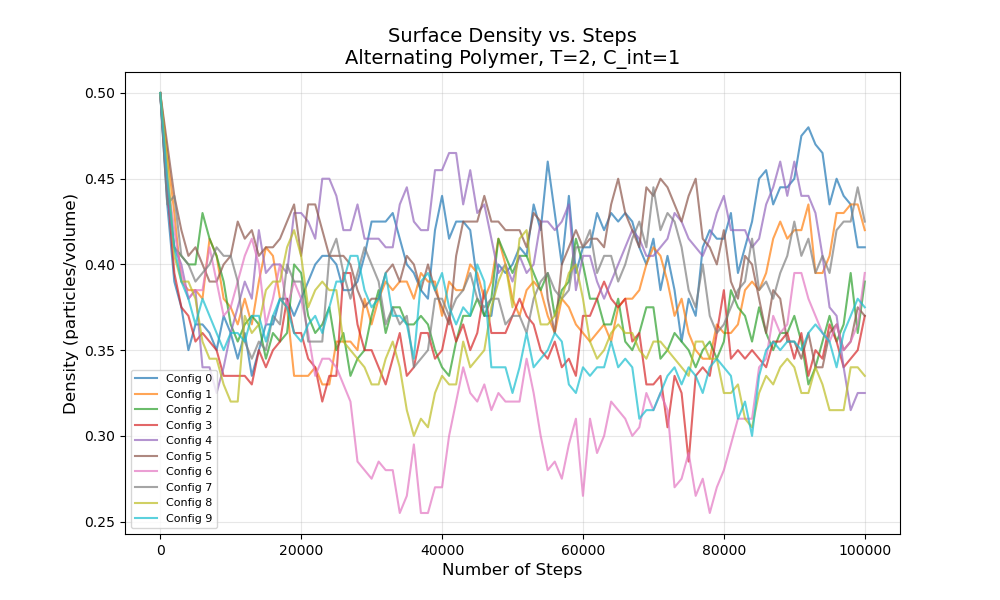 Surface Density vs. Steps
Alternating Polymer, T=2, C_int=1
Density (particles/volume)
0.50
0.45
0.40
0.35
0.30
0.25
Config 0
Config 1
Config 2
Config 3
Config 4
Config 5
Config 6
Config 7
Config 8
Config 9
0
20000
40000
60000
80000
100000
Number of Steps